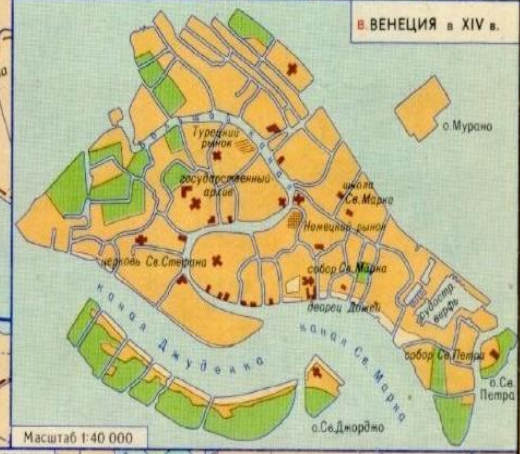 в. ВЕНЕЦИЯ в XIV в.
о.Мурано
Турецкий
рынок
государственный
архив
школа
Св.Марка
Немецкий рынок
церковь Св.Стефана
собор Св.Марка
дворец Дожей
судостр.
верфь
собор Св.Петра
о.Св.
Петра
канал Джудекка
канал Св. Марка
о.Св.Джорджо
Масштаб 1:40 000